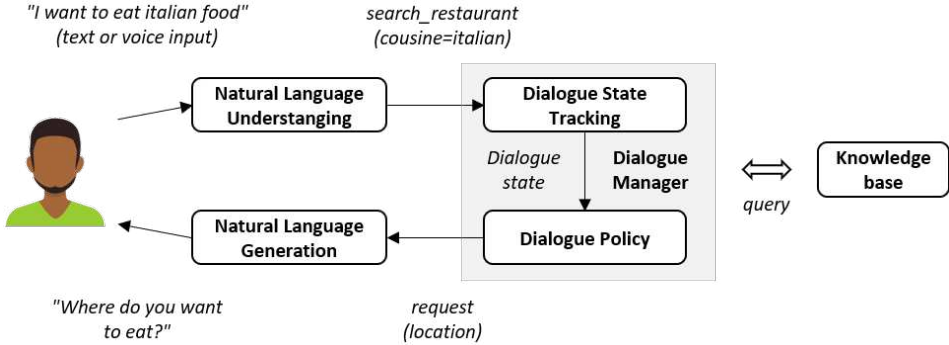 "I want to eat italian food"
(text or voice input)
search_restaurant
(cousine=italian)
Natural Language
Understanging
Dialogue State
Tracking
Dialogue
state
Dialogue
Manager
query
Knowledge
base
Natural Language
Generation
Dialogue Policy
"Where do you want
to eat?"
request
(location)